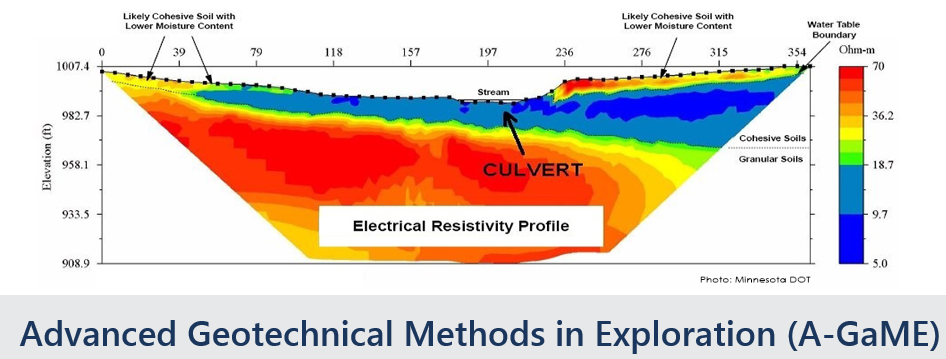 Likely Cohesive Soil with
Lower Moisture Content
Likely Cohesive Soil with
Lower Moisture Content
Water Table
Boundary
0 39 79 118 157 197 236 276 315 354
Ohm-m
1007.4
982.7
958.1
933.5
908.9
Elevation (ft)
Stream
CULVERT
Cohesive Soils
Granular Soils
Electrical Resistivity Profile
70
36.2
18.7
9.7
5.0
Photo: Minnesota DOT
Advanced Geotechnical Methods in Exploration (A-GaME)